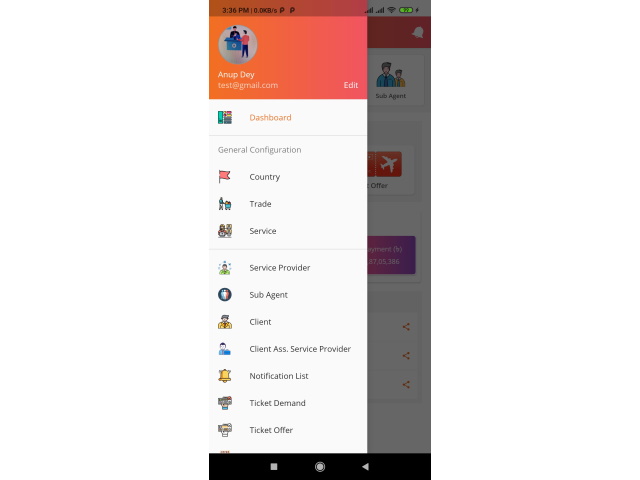 3:36 PM | 0.0KB/s
Anup Dey
test@gmail.com
Edit
Sub Agent
Dashboard
General Configuration
Country
Trade
Service
Offer
ayment (৳)
87,05,386
Service Provider
Sub Agent
Client
Client Ass. Service Provider
Notification List
Ticket Demand
Ticket Offer